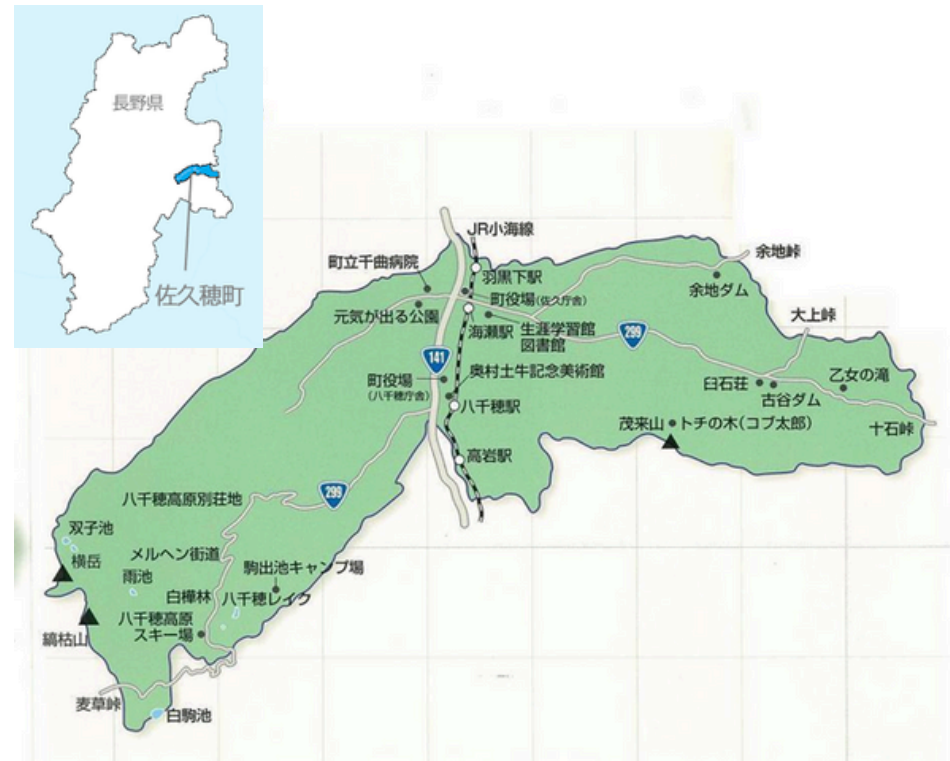 長野県
佐久穂町
JR小海線
余地峠
町立千曲病院
羽黒下駅
余地ダム
町役場(佐久庁舎)
元気が出る公園
大上峠
海瀬駅
生涯学習館
図書館
299
141
奥村土牛記念美術館
町役場
(八千穂庁舎)
臼石荘
乙女の滝
古谷ダム
八千穂駅
茂来山
トチの木(コブ太郎)
十石峠
高岩駅
八千穂高原別荘地
299
双子池
メルヘン街道
横岳
駒出池キャンプ場
雨池
白樺林
八千穂レイク
八千穂高原
スキー場
縞枯山
麦草峠
白駒池